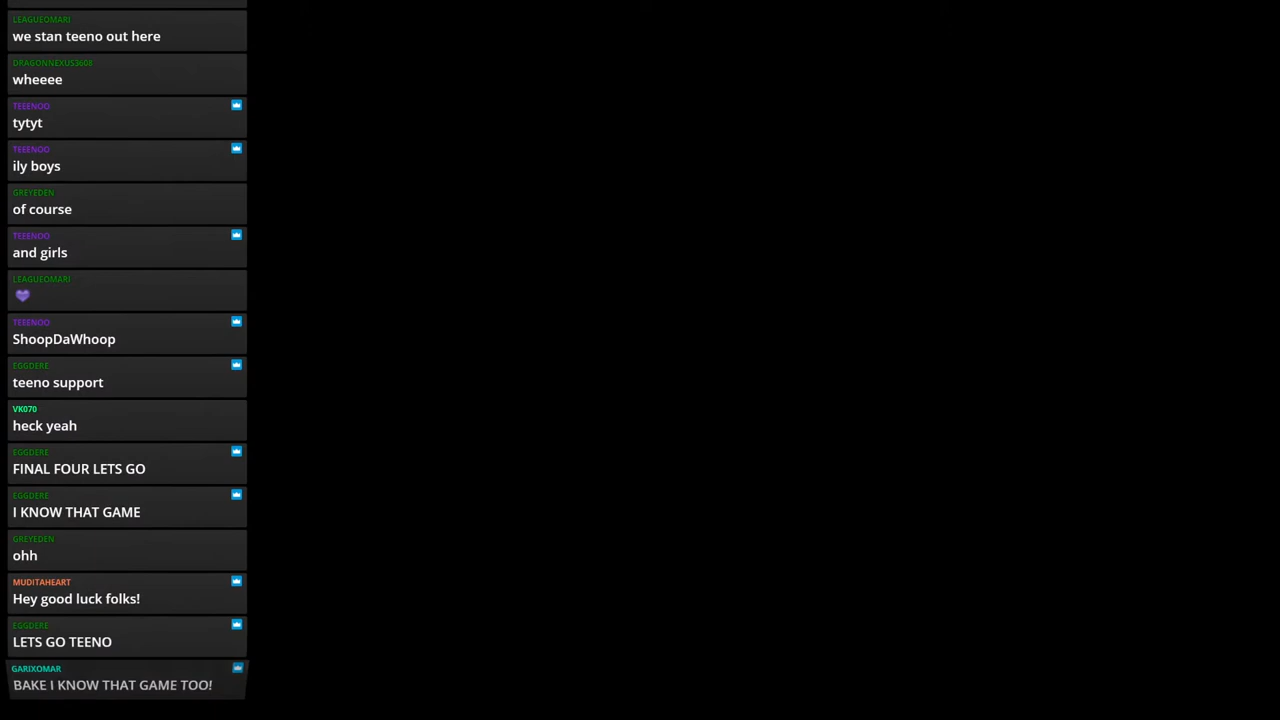 LEAGUEOMARI
we stan teeno out here
DRAGONNEXUS3608
wheeee
TEEENOO
tytyt
TEEENOO
ily boys
GREYEDEN
of course
TEEENOO
and girls
LEAGUEOMARI
TEEENOO
ShoopDaWhoop
EGGDERE
teeno support
VK070
heck yeah
EGGDERE
FINAL FOUR LETS GO
EGGDERE
I KNOW THAT GAME
GREYEDEN
ohh
MUDITAHEART
Hey good luck folks!
EGGDERE
LETS GO TEENO
GARIXOMAR
BAKE I KNOW THAT GAME TOO!